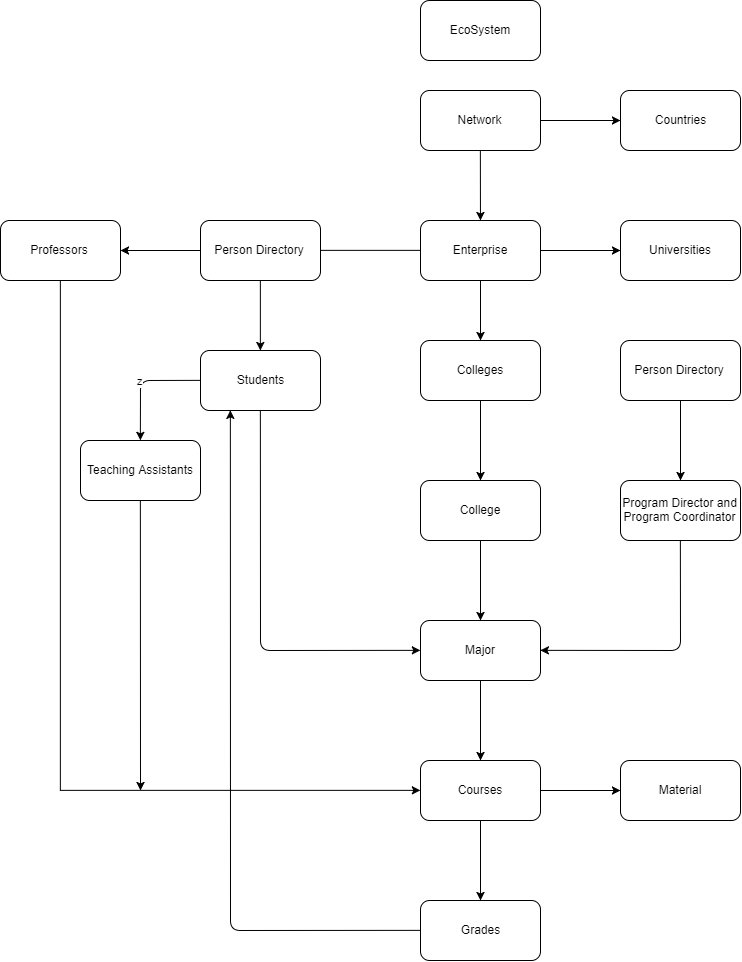 EcoSystem
Network
Countries
Professors
Person Directory
Enterprise
Universities
Students
Colleges
Person Directory
z
Teaching Assistants
College
Program Director and
Program Coordinator
Major
Courses
Material
Grades